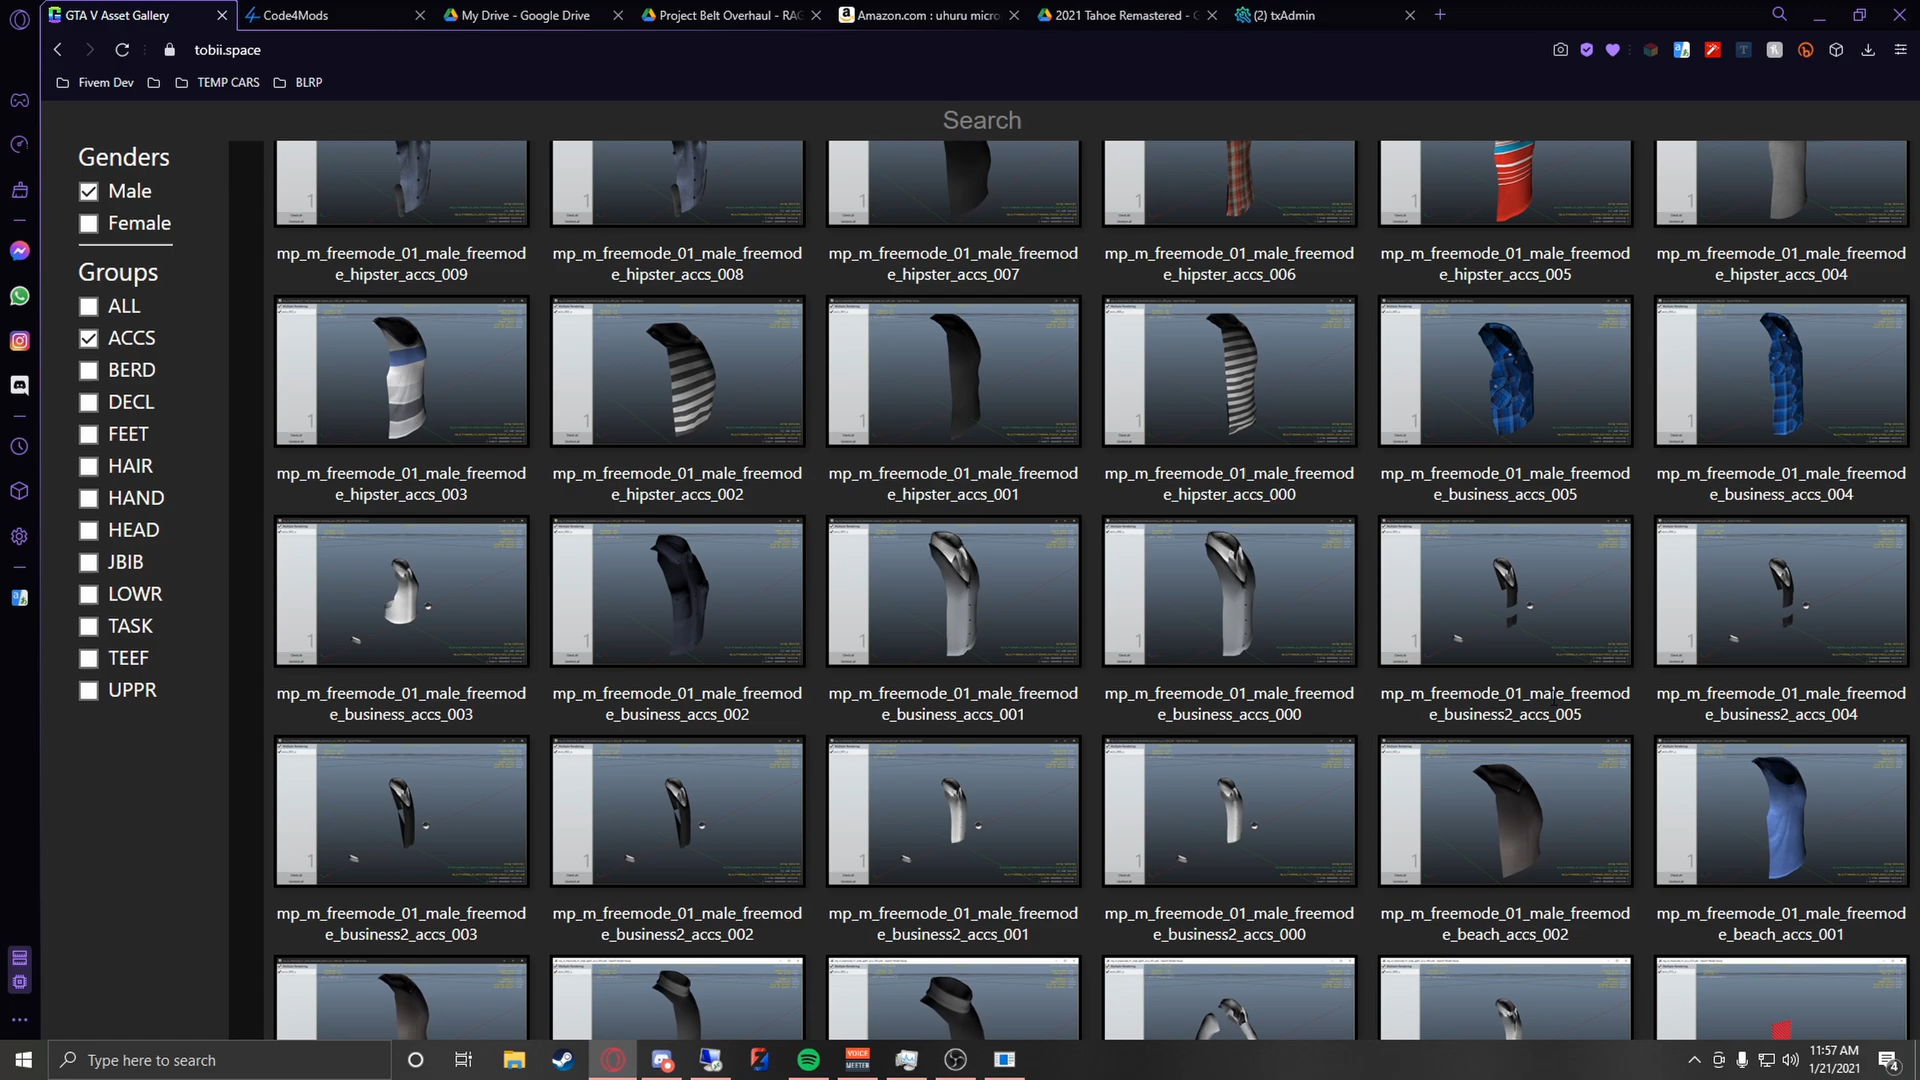 GTA V Asset Gallery
Code4Mods
My Drive - Google Drive
Project Belt Overhaul - RAG
Amazon.com : uhuru micro
2021 Tahoe Remastered - G
(2) txAdmin
tobii.space
Fivem Dev
TEMP CARS
BLRP
Search
Genders
Male
Female
Groups
ALL
ACCS
BERD
DECL
FEET
HAIR
HAND
HEAD
JBIB
LOWR
TASK
TEEF
UPPR
mp_m_freemode_01_male_freemod
e_hipster_accs_009
mp_m_freemode_01_male_freemod
e_hipster_accs_008
mp_m_freemode_01_male_freemod
e_hipster_accs_007
mp_m_freemode_01_male_freemod
e_hipster_accs_006
mp_m_freemode_01_male_freemod
e_hipster_accs_005
mp_m_freemode_01_male_freemod
e_hipster_accs_004
mp_m_freemode_01_male_freemod
e_hipster_accs_003
mp_m_freemode_01_male_freemod
e_hipster_accs_002
mp_m_freemode_01_male_freemod
e_hipster_accs_001
mp_m_freemode_01_male_freemod
e_hipster_accs_000
mp_m_freemode_01_male_freemod
e_business_accs_005
mp_m_freemode_01_male_freemod
e_business_accs_004
mp_m_freemode_01_male_freemod
e_business_accs_003
mp_m_freemode_01_male_freemod
e_business_accs_002
mp_m_freemode_01_male_freemod
e_business_accs_001
mp_m_freemode_01_male_freemod
e_business_accs_000
mp_m_freemode_01_male_freemod
e_business2_accs_005
mp_m_freemode_01_male_freemod
e_business2_accs_004
mp_m_freemode_01_male_freemod
e_business2_accs_003
mp_m_freemode_01_male_freemod
e_business2_accs_002
mp_m_freemode_01_male_freemod
e_business2_accs_001
mp_m_freemode_01_male_freemod
e_business2_accs_000
mp_m_freemode_01_male_freemod
e_beach_accs_002
mp_m_freemode_01_male_freemod
e_beach_accs_001
Type here to search
VOICE
MEETER
11:57 AM
1/21/2021
4